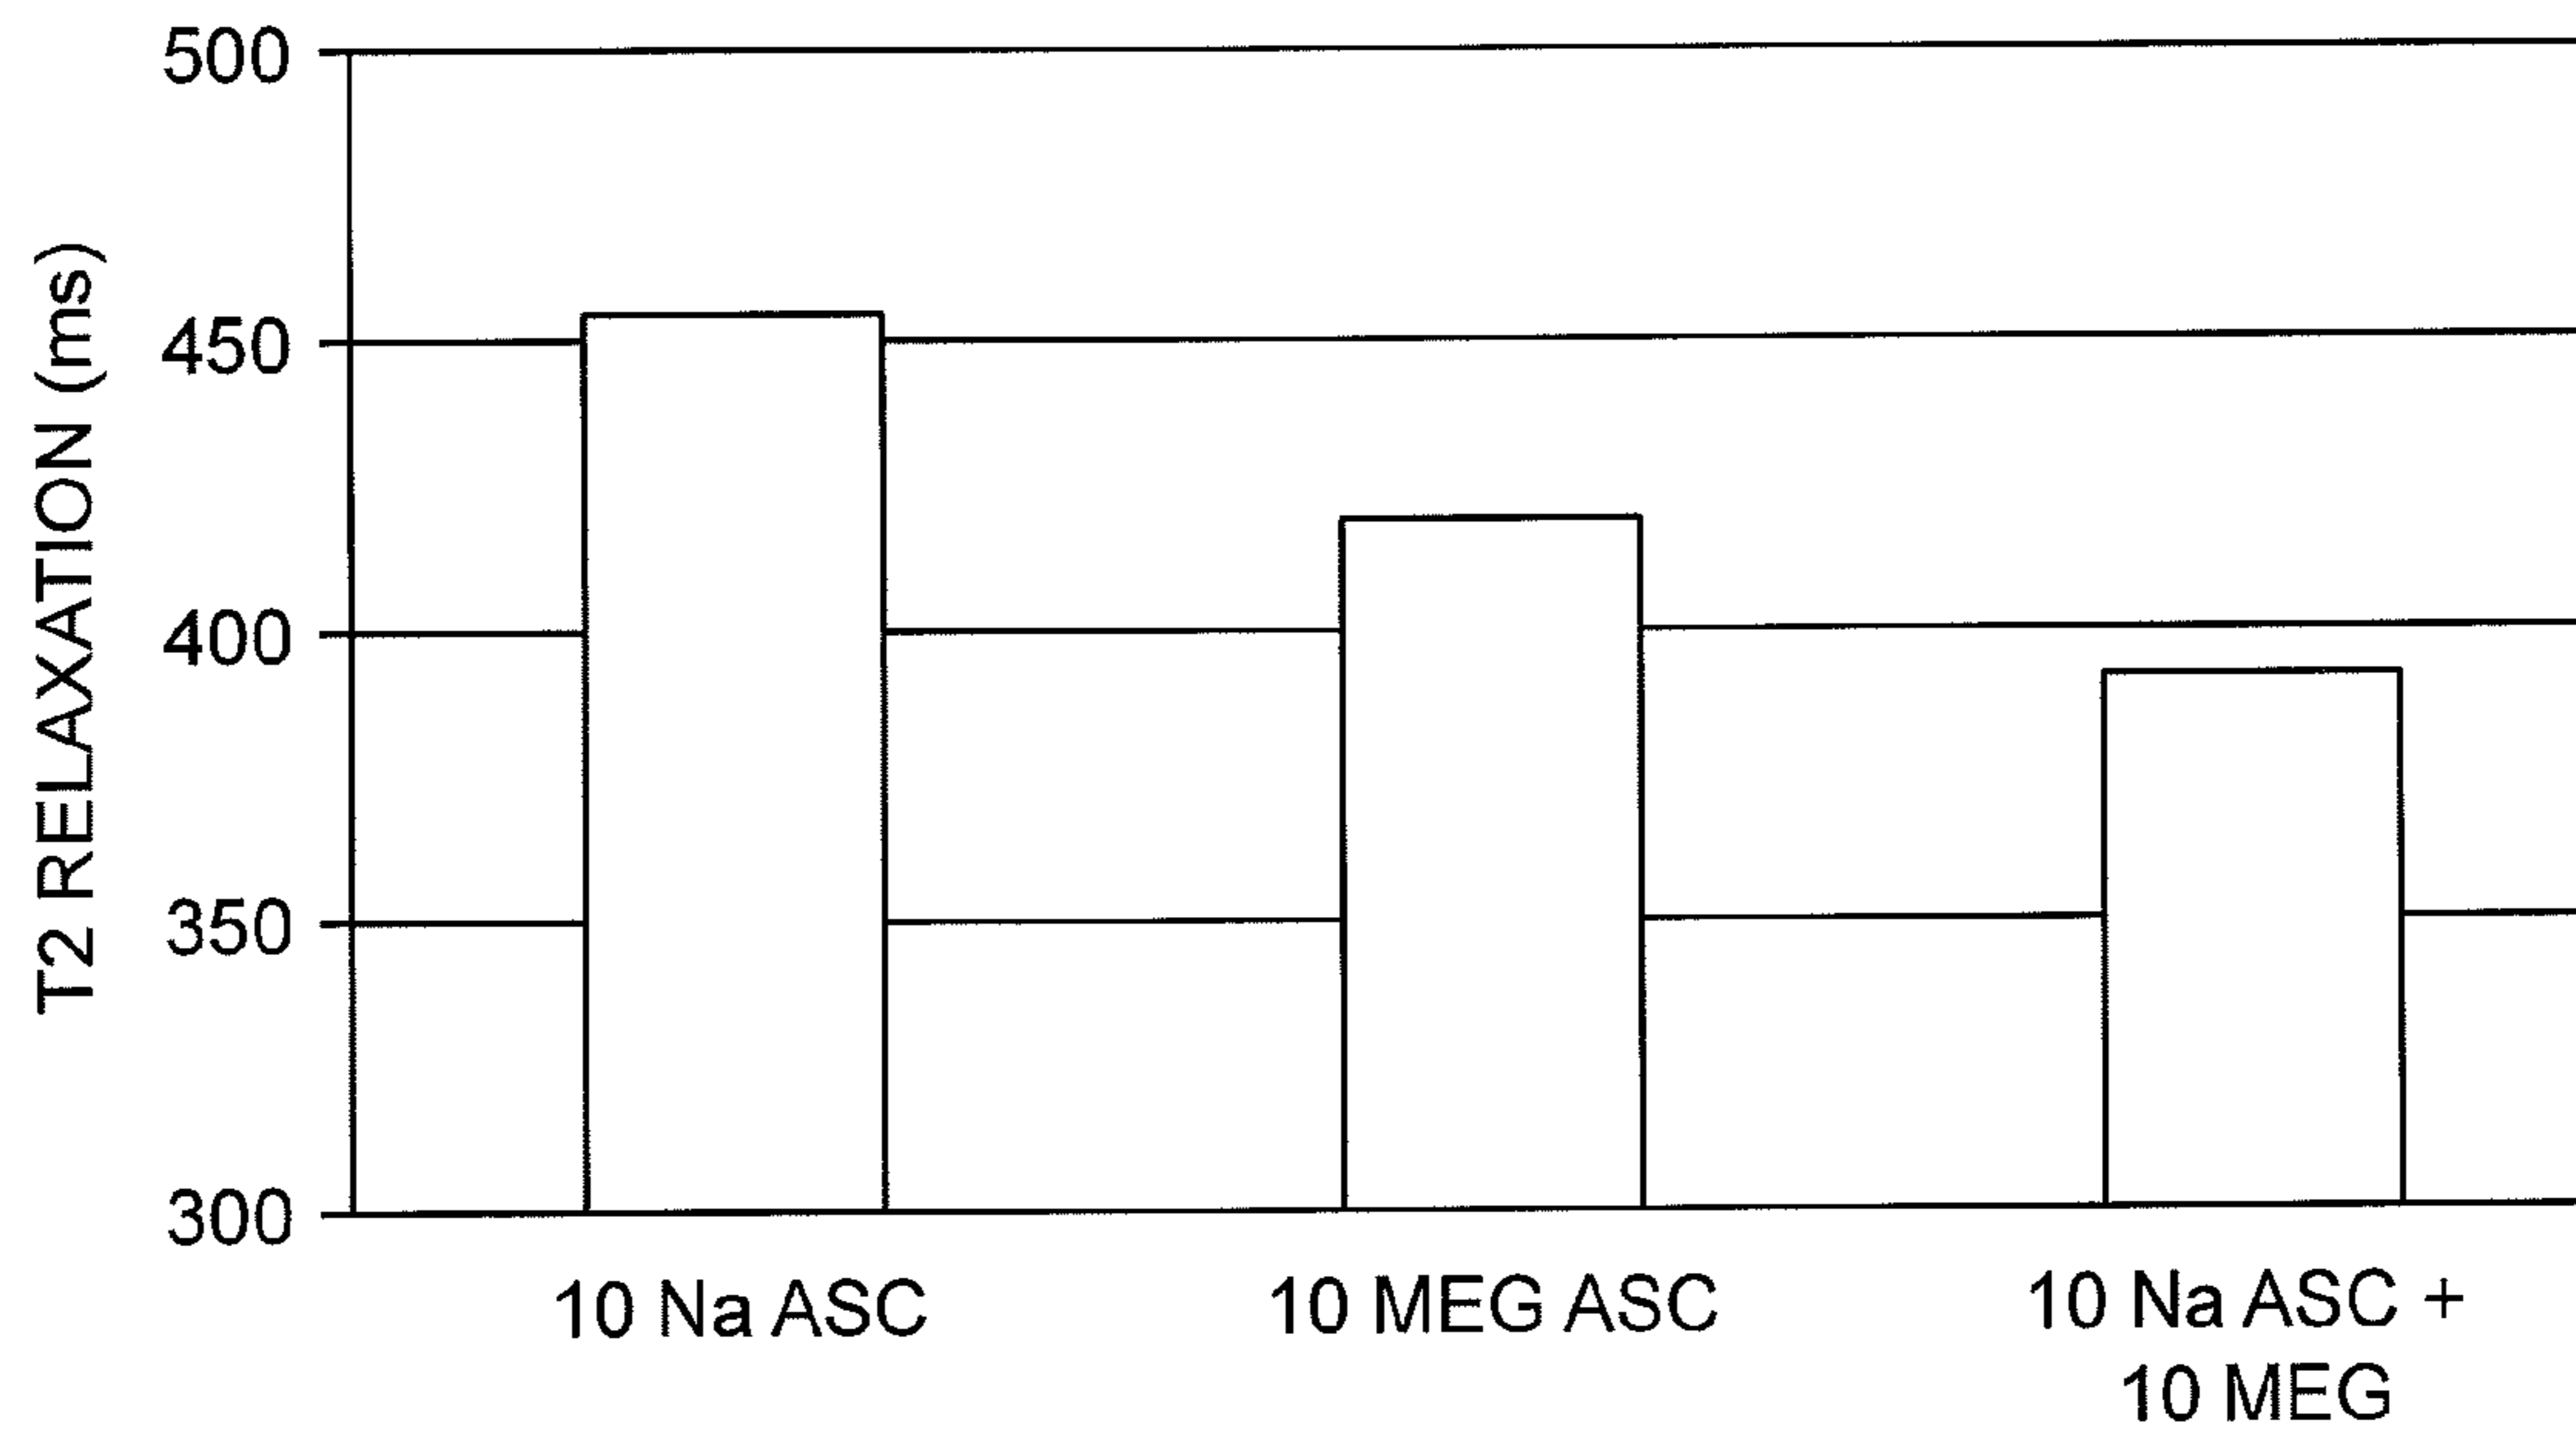 T2 RELAXATION (ms)
500
450
400
350
300
10 Na ASC
10 MEG ASC
10 Na ASC +
10 MEG